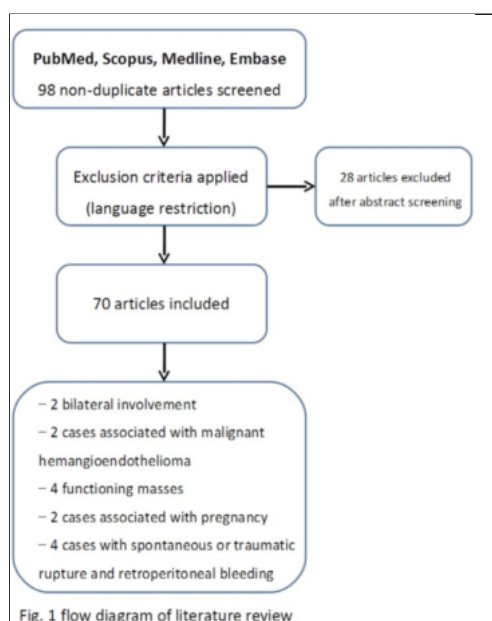 PubMed, Scopus, Medline, Embase
98 non-duplicate articles screened
Exclusion criteria applied
(language restriction)
28 articles excluded
after abstract screening
70 articles included
– 2 bilateral involvement
– 2 cases associated with malignant
hemangioendothelioma
– 4 functioning masses
– 2 cases associated with pregnancy
– 4 cases with spontaneous or traumatic
rupture and retroperitoneal bleeding
Fig. 1 flow diagram of literature review